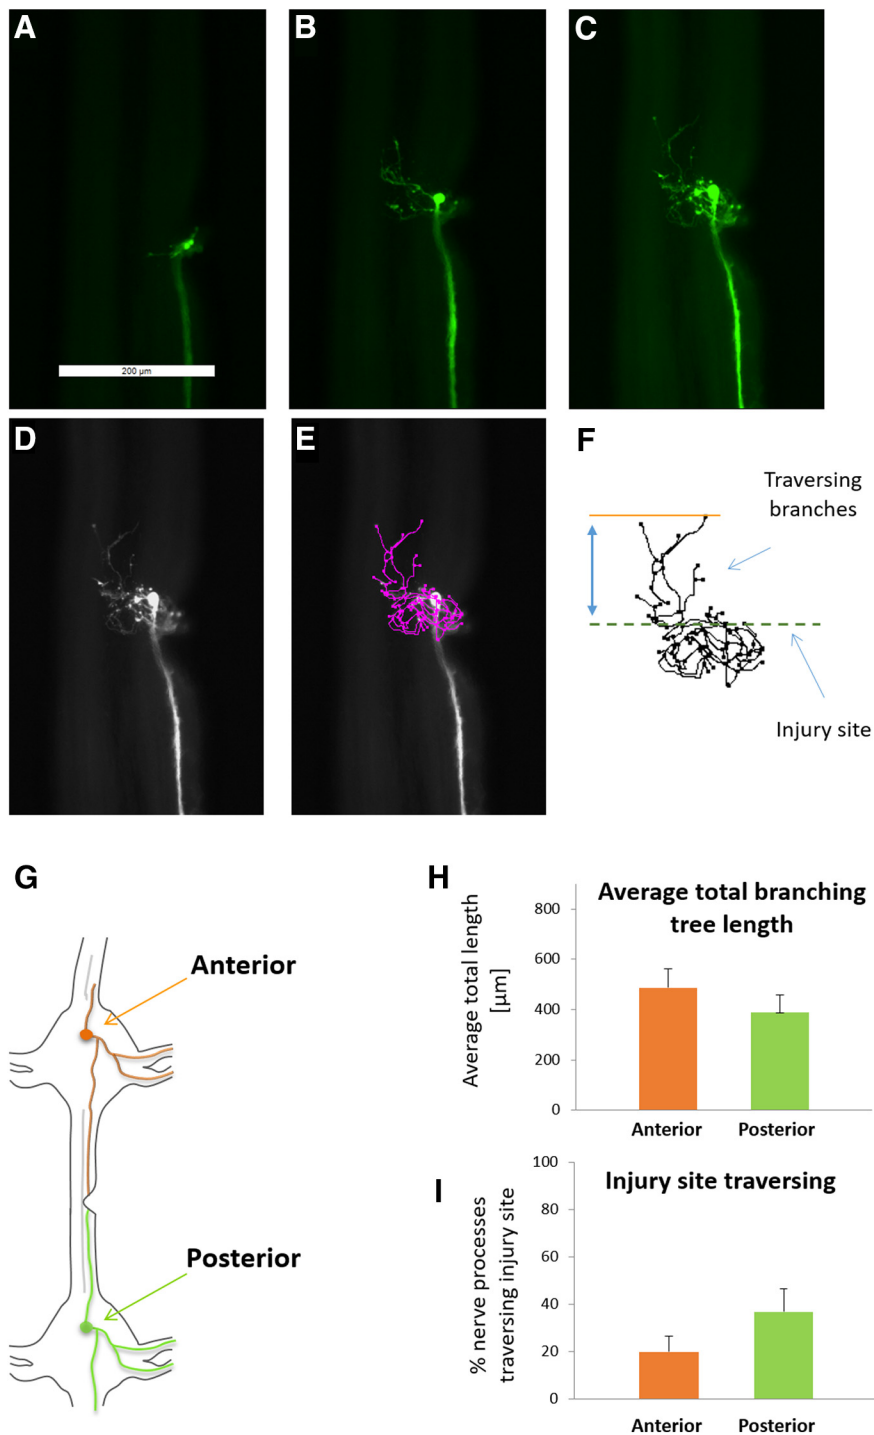 A
B
C
200 µm
D
E
F
Traversing
branches
Injury site
G
Anterior
Posterior
H
Average total branching
tree length
Average total length
[µm]
800
600
400
200
0
Anterior
Posterior
I
Injury site traversing
% nerve processes
traversing injury site
100
80
60
40
20
0
Anterior
Posterior